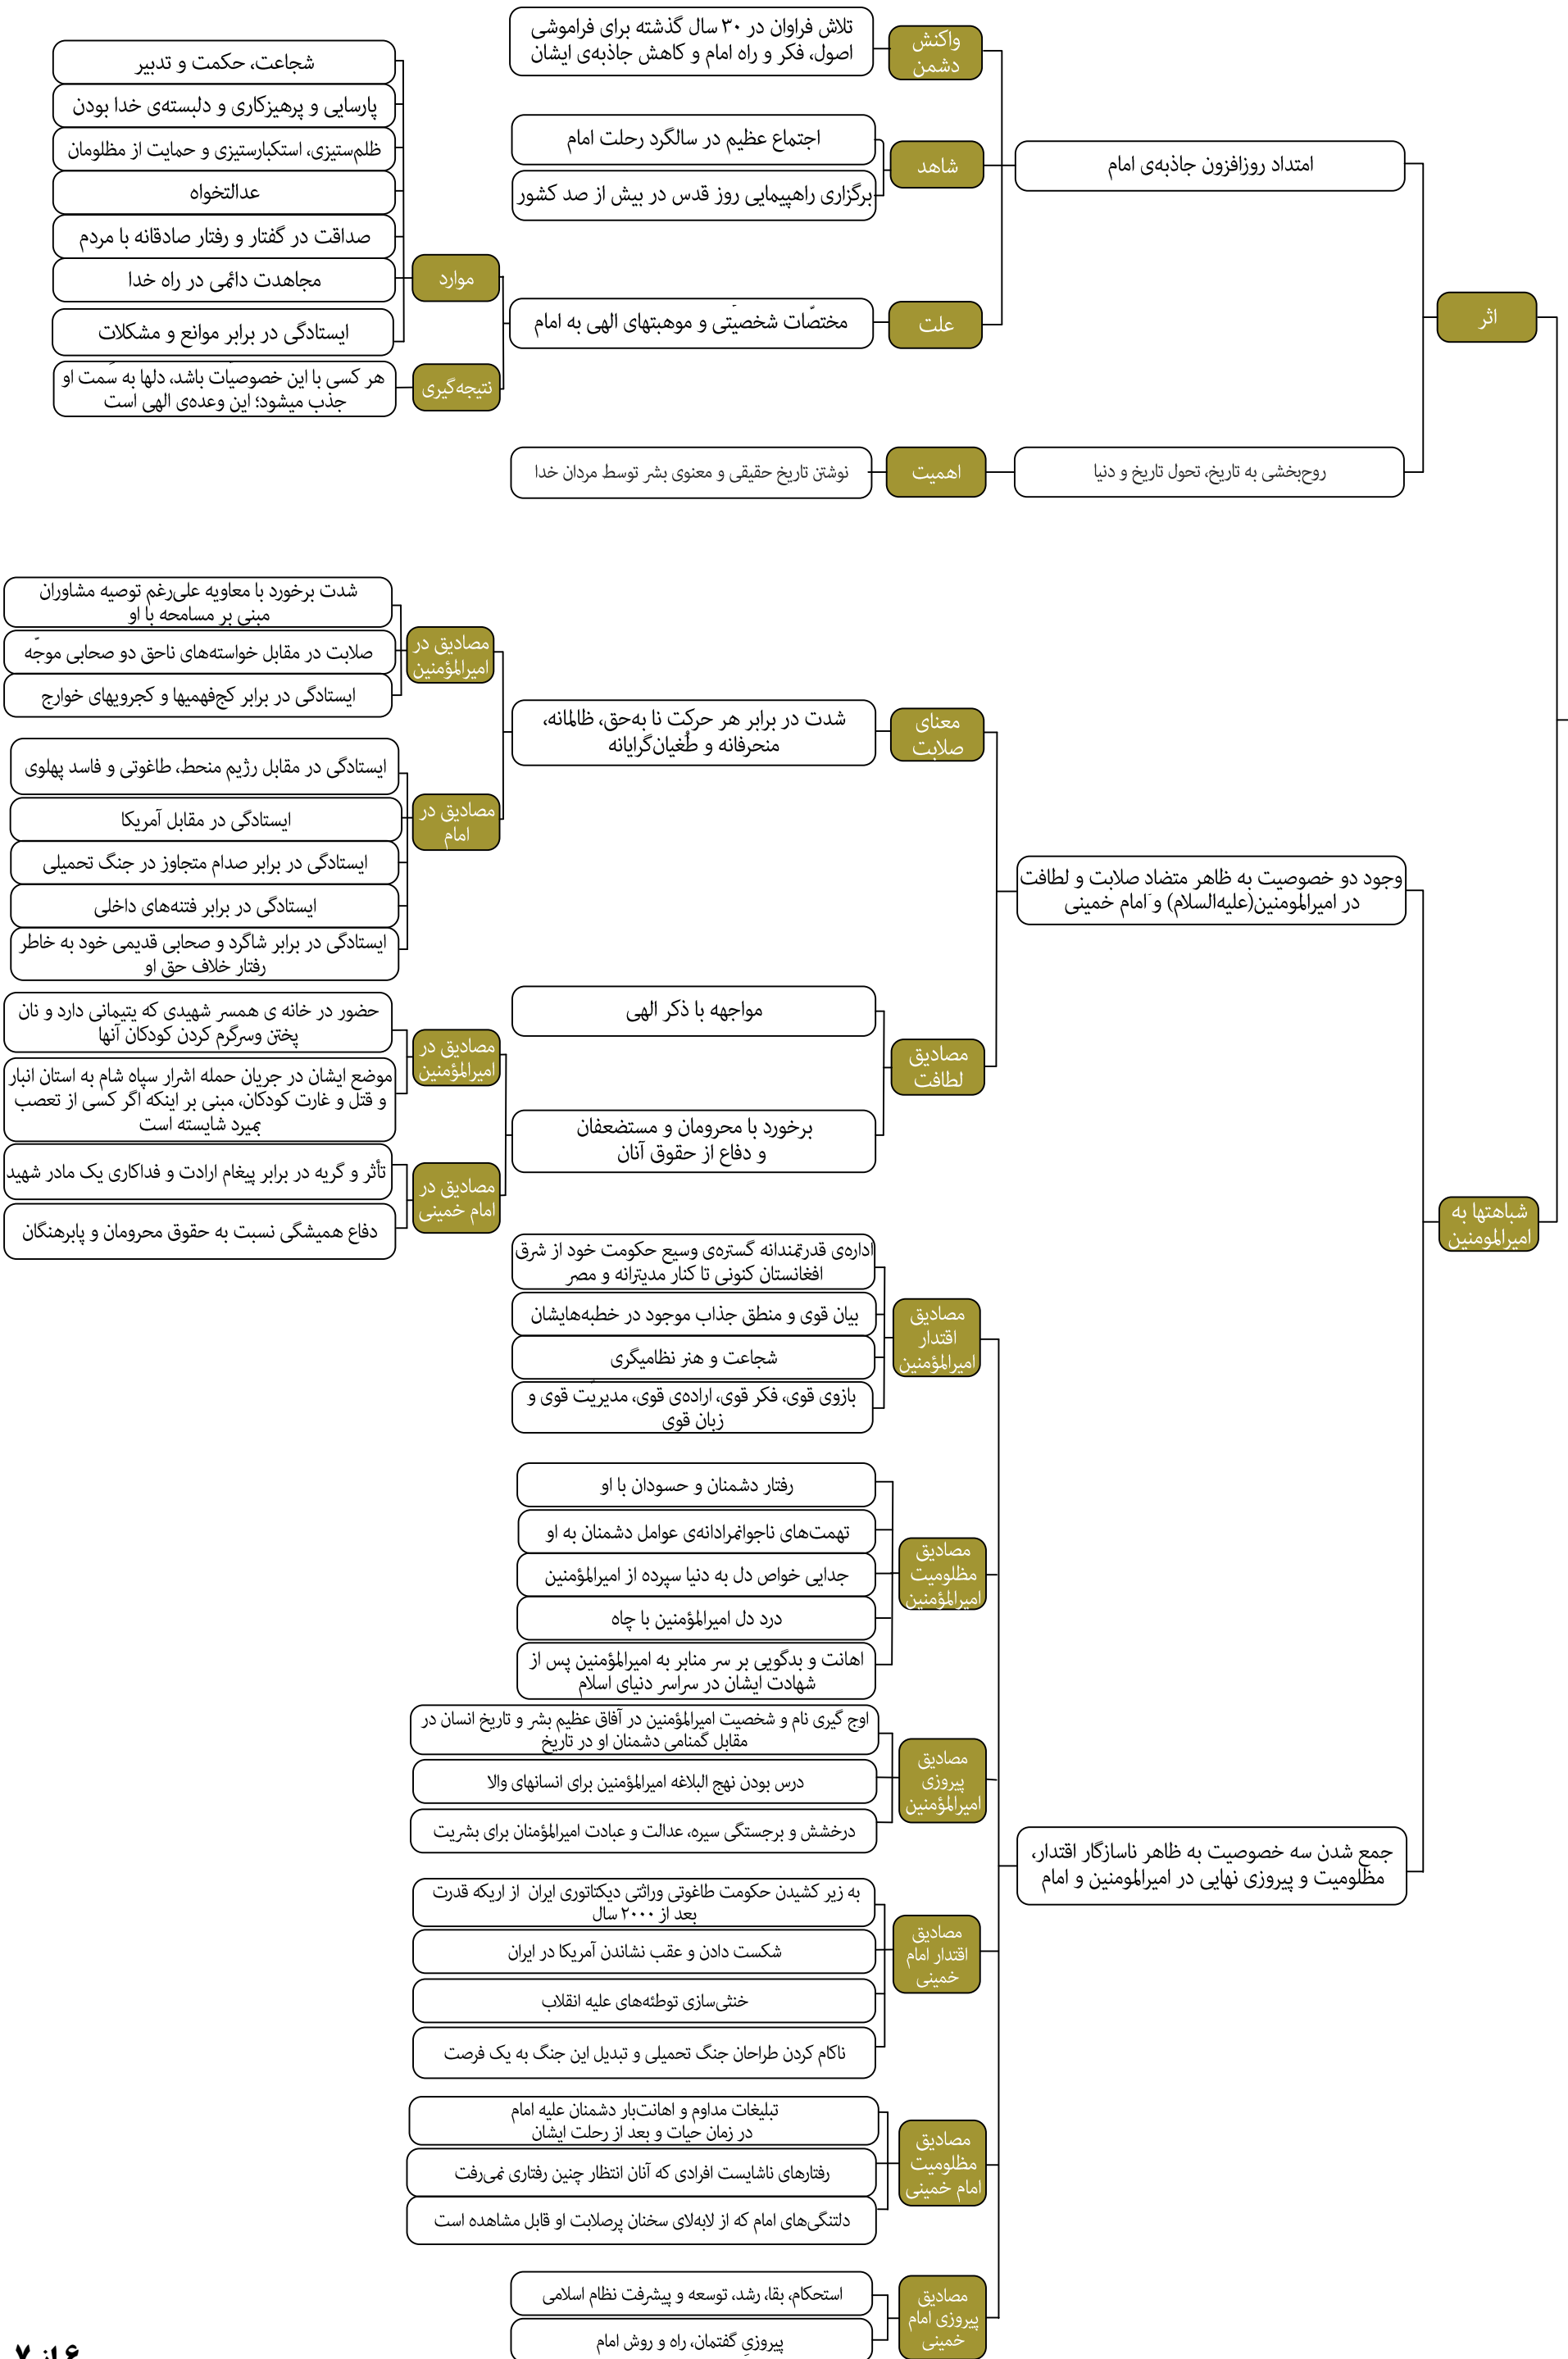 اثر
امتداد روزافزون جاذبه‌ی امام
واکنش
دشمن
تلاش فراوان در ۳۰ سال گذشته برای فراموشی
اصول، فکر و راه امام و کاهش جاذبه‌ی ایشان
شاهد
اجتماع عظیم در سالگرد رحلت امام
برگزاری راهپیمایی روز قدس در بیش از صد کشور
علت
مختصّات شخصیّتی و موهبتهای الهی به امام
موارد
شجاعت، حکمت و تدبیر
پارسایی و پرهیزکاری و دلبسته‌ی خدا بودن
ظلم‌ستیزی، استکبارستیزی و حمایت از مظلومان
عدالتخواه
صداقت در گفتار و رفتار صادقانه با مردم
مجاهدت دائمی در راه خدا
ایستادگی در برابر موانع و مشکلات
نتیجه‌گیری
هر کسی با این خصوصیّات باشد، دلها به سَمت او
جذب میشود؛ این وعده‌ی الهی است
روح‌بخشی به تاریخ، تحول تاریخ و دنیا
اهمیت
نوشتن تاریخ حقیقی و معنوی بشر توسط مردان خدا
شباهتها به
امیرالمومنین
وجود دو خصوصیت به ظاهر متضاد صلابت و لطافت
در امیرالمومنین(علیه‌السلام) و َامام خمینی
معنای
صلابت
شدت در برابر هر حرکت نا به‌حق، ظالمانه،
منحرفانه و طُغیان‌گرایانه
مصادیق در
امیرالمؤمنین
شدت برخورد با معاویه علی‌رغم توصیه مشاوران
مبنی بر مسامحه با او
صلابت در مقابل خواسته‌های ناحق دو صحابی موجّه
ایستادگی در برابر کج‌فهمیها و کجرویهای خوارج
مصادیق در
امام
ایستادگی در مقابل رژیم منحط، طاغوتی و فاسد پهلوی
ایستادگی در مقابل آمریکا
ایستادگی در برابر صدام متجاوز در جنگ تحمیلی
ایستادگی در برابر فتنه‌های داخلی
ایستادگی در برابر شاگرد و صحابی قدیمی خود به خاطر
رفتار خلاف حق او
مصادیق
لطافت
مواجهه با ذکر الهی
برخورد با محرومان و مستضعفان
و دفاع از حقوق آنان
مصادیق در
امیرالمؤمنین
حضور در خانه ی همسر شهیدی که یتیمانی دارد و نان
پختن وسرگرم کردن کودکان آنها
موضع ایشان در جریان حمله اشرار سپاه شام به استان انبار
و قتل و غارت کودکان، مبنی بر اینکه اگر کسی از تعصب
بمیرد شایسته است
مصادیق در
امام خمینی
تأثر و گریه در برابر پیغام ارادت و فداکاری یک مادر شهید
دفاع همیشگی نسبت به حقوق محرومان و پابرهنگان
جمع شدن سه خصوصیت به ظاهر ناسازگار اقتدار،
مظلومیت و پیروزی نهایی در امیرالمومنین و امام
مصادیق
اقتدار
امیرالمؤمنین
اداره‌ی قدرتمندانه گستره‌ی وسیع حکومت خود از شرق
افغانستان کنونی تا کنار مدیترانه و مصر
بیان قوی و منطق جذاب موجود در خطبه‌هایشان
شجاعت و هنر نظامیگری
بازوی قوی، فکر قوی، اراده‌ی قوی، مدیریّت قوی و
زبان قوی
مصادیق
مظلومیت
امیرالمؤمنین
رفتار دشمنان و حسودان با او
تهمت‌های ناجوانمرادانه‌ی عوامل دشمنان به او
جدایی خواص دل به دنیا سپرده از امیرالمؤمنین
درد دل امیرالمؤمنین با چاه
اهانت و بدگویی بر سر منابر به امیرالمؤمنین پس از
شهادت ایشان در سراسر دنیای اسلام
مصادیق
پیروزی
امیرالمؤمنین
اوج گیری نام و شخصیت امیرالمؤمنین در آفاق عظیم بشر و تاریخ انسان در
مقابل گمنامی دشمنان او در تاریخ
درس بودن نهج البلاغه امیرالمؤمنین برای انسانهای والا
درخشش و برجستگی سیره، عدالت و عبادت امیرالمؤمنان برای بشریت
مصادیق
اقتدار امام
خمینی
به زیر کشیدن حکومت طاغوتی وراثتی دیکتاتوری ایران از اریکه قدرت
بعد از ۲۰۰۰ سال
شکست دادن و عقب نشاندن آمریکا در ایران
خنثی‌سازی توطئه‌های علیه انقلاب
ناکام کردن طراحان جنگ تحمیلی و تبدیل این جنگ به یک فرصت
مصادیق
مظلومیت
امام خمینی
تبلیغات مداوم و اهانت‌بار دشمنان علیه امام
در زمان حیات و بعد از رحلت ایشان
رفتارهای ناشایست افرادی که آنان انتظار چنین رفتاری نمی‌رفت
دلتنگی‌های امام که از لابه‌لای سخنان پرصلابت او قابل مشاهده است
مصادیق
پیروزی امام
خمینی
استحکام، بقا، رشد، توسعه و پیشرفت نظام اسلامی
پیروزیِ گفتمان، راه و روش امام
۶ از ۷